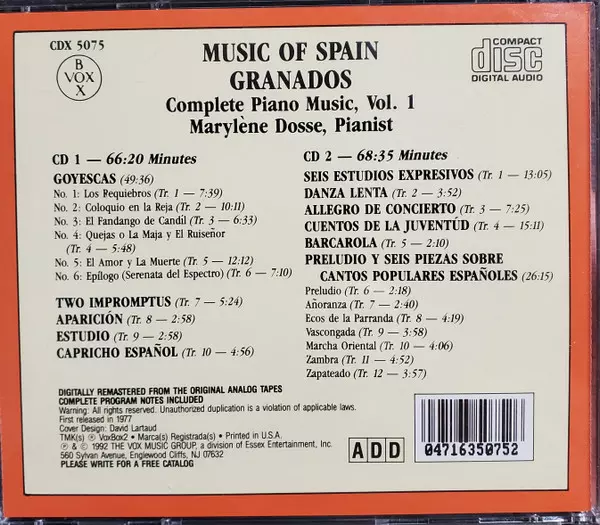 CDX 5075
B
VOX
X
MUSIC OF SPAIN
GRANADOS
Complete Piano Music, Vol. 1
Marylène Dosse, Pianist
COMPACT
disc
DIGITAL AUDIO
CD 1 — 66:20 Minutes
GOYESCAS (49:36)
No. 1: Los Requiebros (Tr. 1 — 7:39)
No. 2: Coloquio en la Reja (Tr. 2 — 10:11)
No. 3: El Fandango de Candil (Tr. 3 — 6:33)
No. 4: Quejas o La Maja y El Ruiseñor
(Tr. 4 — 5:48)
No. 5: El Amor y La Muerte (Tr. 5 — 12:12)
No. 6: Epílogo (Serenata del Espectro) (Tr. 6 — 7:10)
TWO IMPROMPTUS (Tr. 7 — 5:24)
APARICIÓN (Tr. 8 — 2:58)
ESTUDIO (Tr. 9 — 2:58)
CAPRICHO ESPAÑOL (Tr. 10 — 4:56)
CD 2 — 68:35 Minutes
SEIS ESTUDIOS EXPRESIVOS (Tr. 1 — 13:05)
DANZA LENTA (Tr. 2 — 3:52)
ALLEGRO DE CONCIERTO (Tr. 3 — 7:25)
CUENTOS DE LA JUVENTÚD (Tr. 4 — 15:11)
BARCAROLA (Tr. 5 — 2:10)
PRELUDIO Y SEIS PIEZAS SOBRE
CANTOS POPULARES ESPAÑOLES (26:15)
Preludio (Tr. 6 — 2:18)
Añoranza (Tr. 7 — 2:40)
Ecos de la Parranda (Tr. 8 — 4:19)
Vascongada (Tr. 9 — 3:58)
Marcha Oriental (Tr. 10 — 4:06)
Zambra (Tr. 11 — 4:52)
Zapateado (Tr. 12 — 3:57)
DIGITALLY REMASTERED FROM THE ORIGINAL ANALOG TAPES
COMPLETE PROGRAM NOTES INCLUDED
Warning: All rights reserved. Unauthorized duplication is a violation of applicable laws.
First released in 1977
Cover Design: David Lartaud
TMK(s) ℗ VoxBox2 • Marca(s) Registrada(s) • Printed in U.S.A.
℗ & © 1992 THE VOX MUSIC GROUP, a division of Essex Entertainment, Inc.
560 Sylvan Avenue, Englewood Cliffs, NJ 07632
PLEASE WRITE FOR A FREE CATALOG
ADD
04716350752